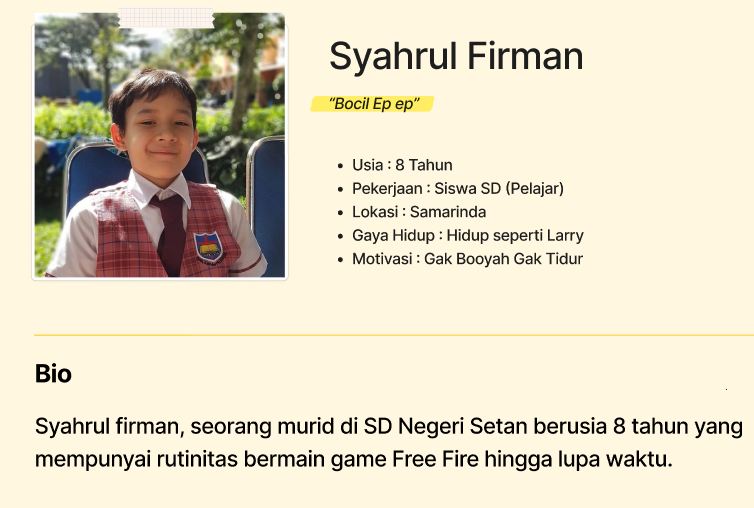 Syahrul Firman
“Bocil Ep ep”
• Usia : 8 Tahun
• Pekerjaan : Siswa SD (Pelajar)
• Lokasi : Samarinda
• Gaya Hidup : Hidup seperti Larry
• Motivasi : Gak Booyah Gak Tidur
Bio
Syahrul firman, seorang murid di SD Negeri Setan berusia 8 tahun yang
mempunyai rutinitas bermain game Free Fire hingga lupa waktu.